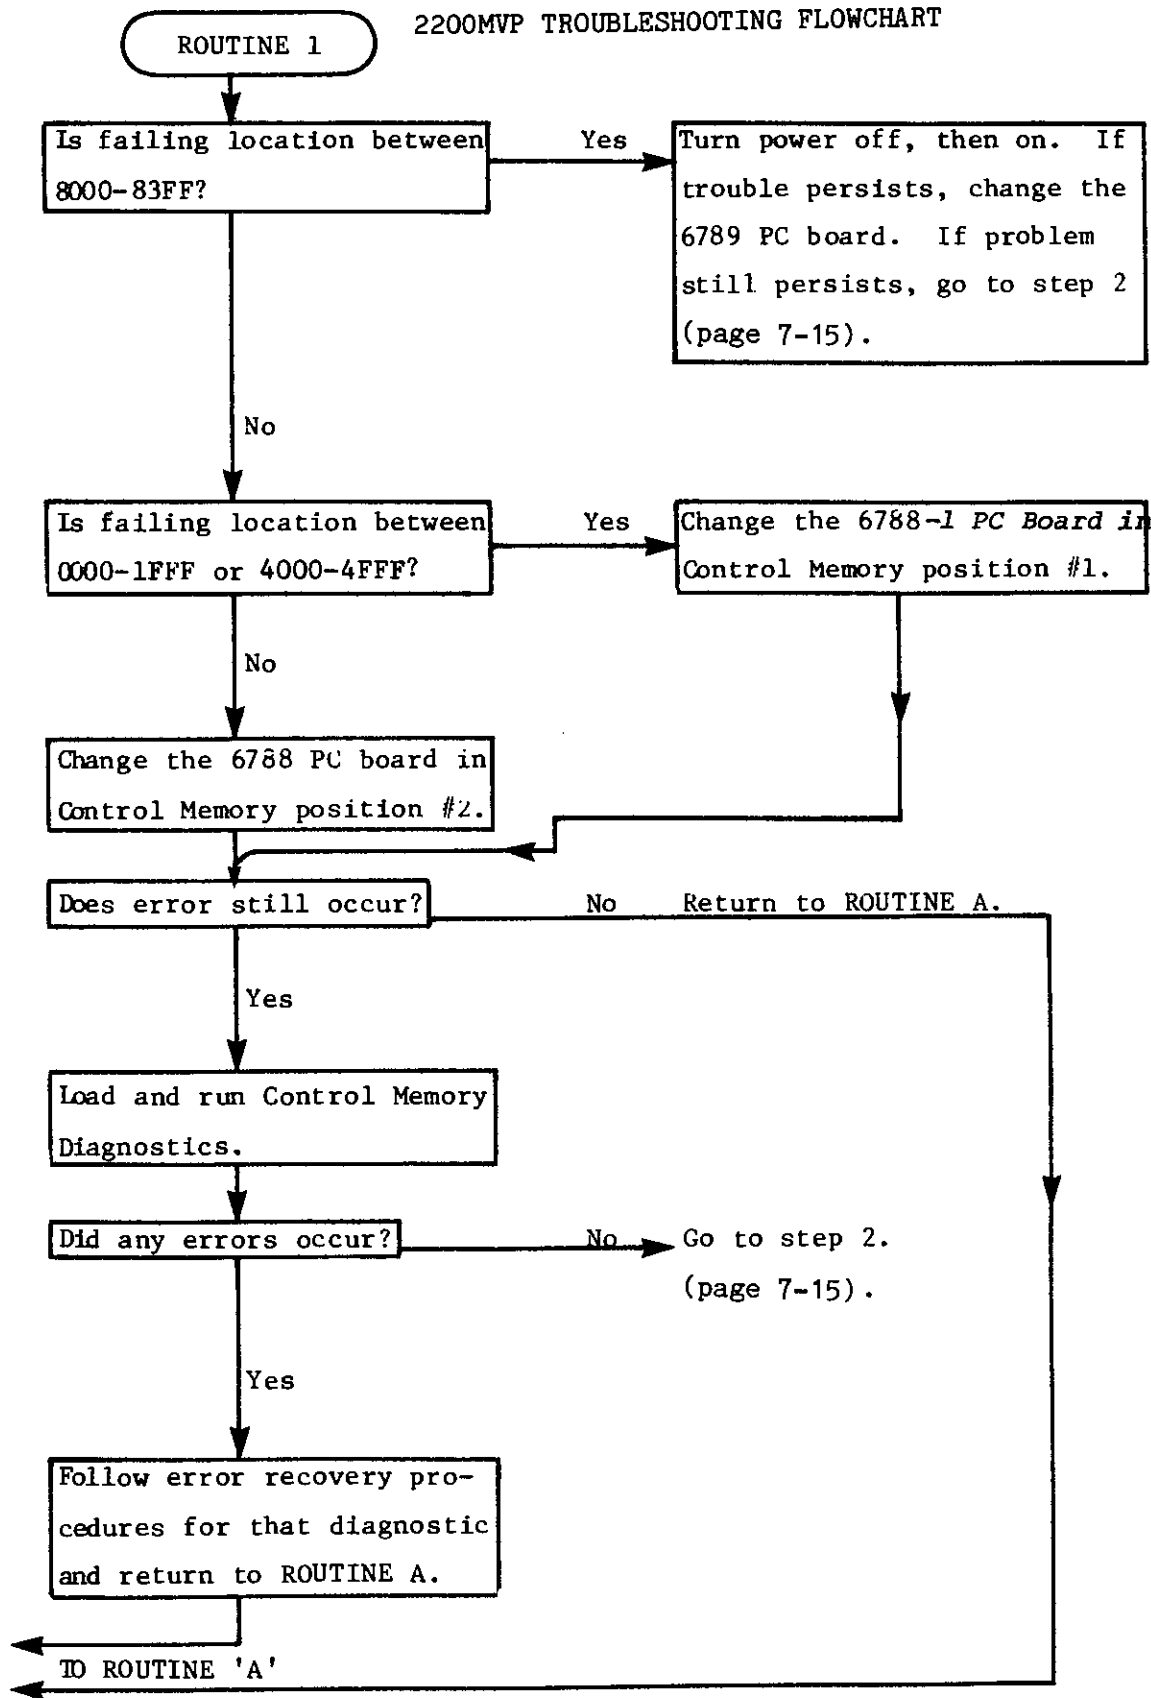 2200MVP TROUBLESHOOTING FLOWCHART
ROUTINE 1
Is failing location between
8000-83FF?
Yes
Turn power off, then on. If
trouble persists, change the
6789 PC board. If problem
still persists, go to step 2
(page 7-15).
No
Is failing location between
0000-1FFF or 4000-4FFF?
Yes
Change the 6788-1 PC Board in
Control Memory position #1.
No
Change the 6788 PC board in
Control Memory position #2.
Does error still occur?
No
Return to ROUTINE A.
Yes
Load and run Control Memory
Diagnostics.
Did any errors occur?
No
Go to step 2.
(page 7-15).
Yes
Follow error recovery pro-
cedures for that diagnostic
and return to ROUTINE A.
TO ROUTINE 'A'